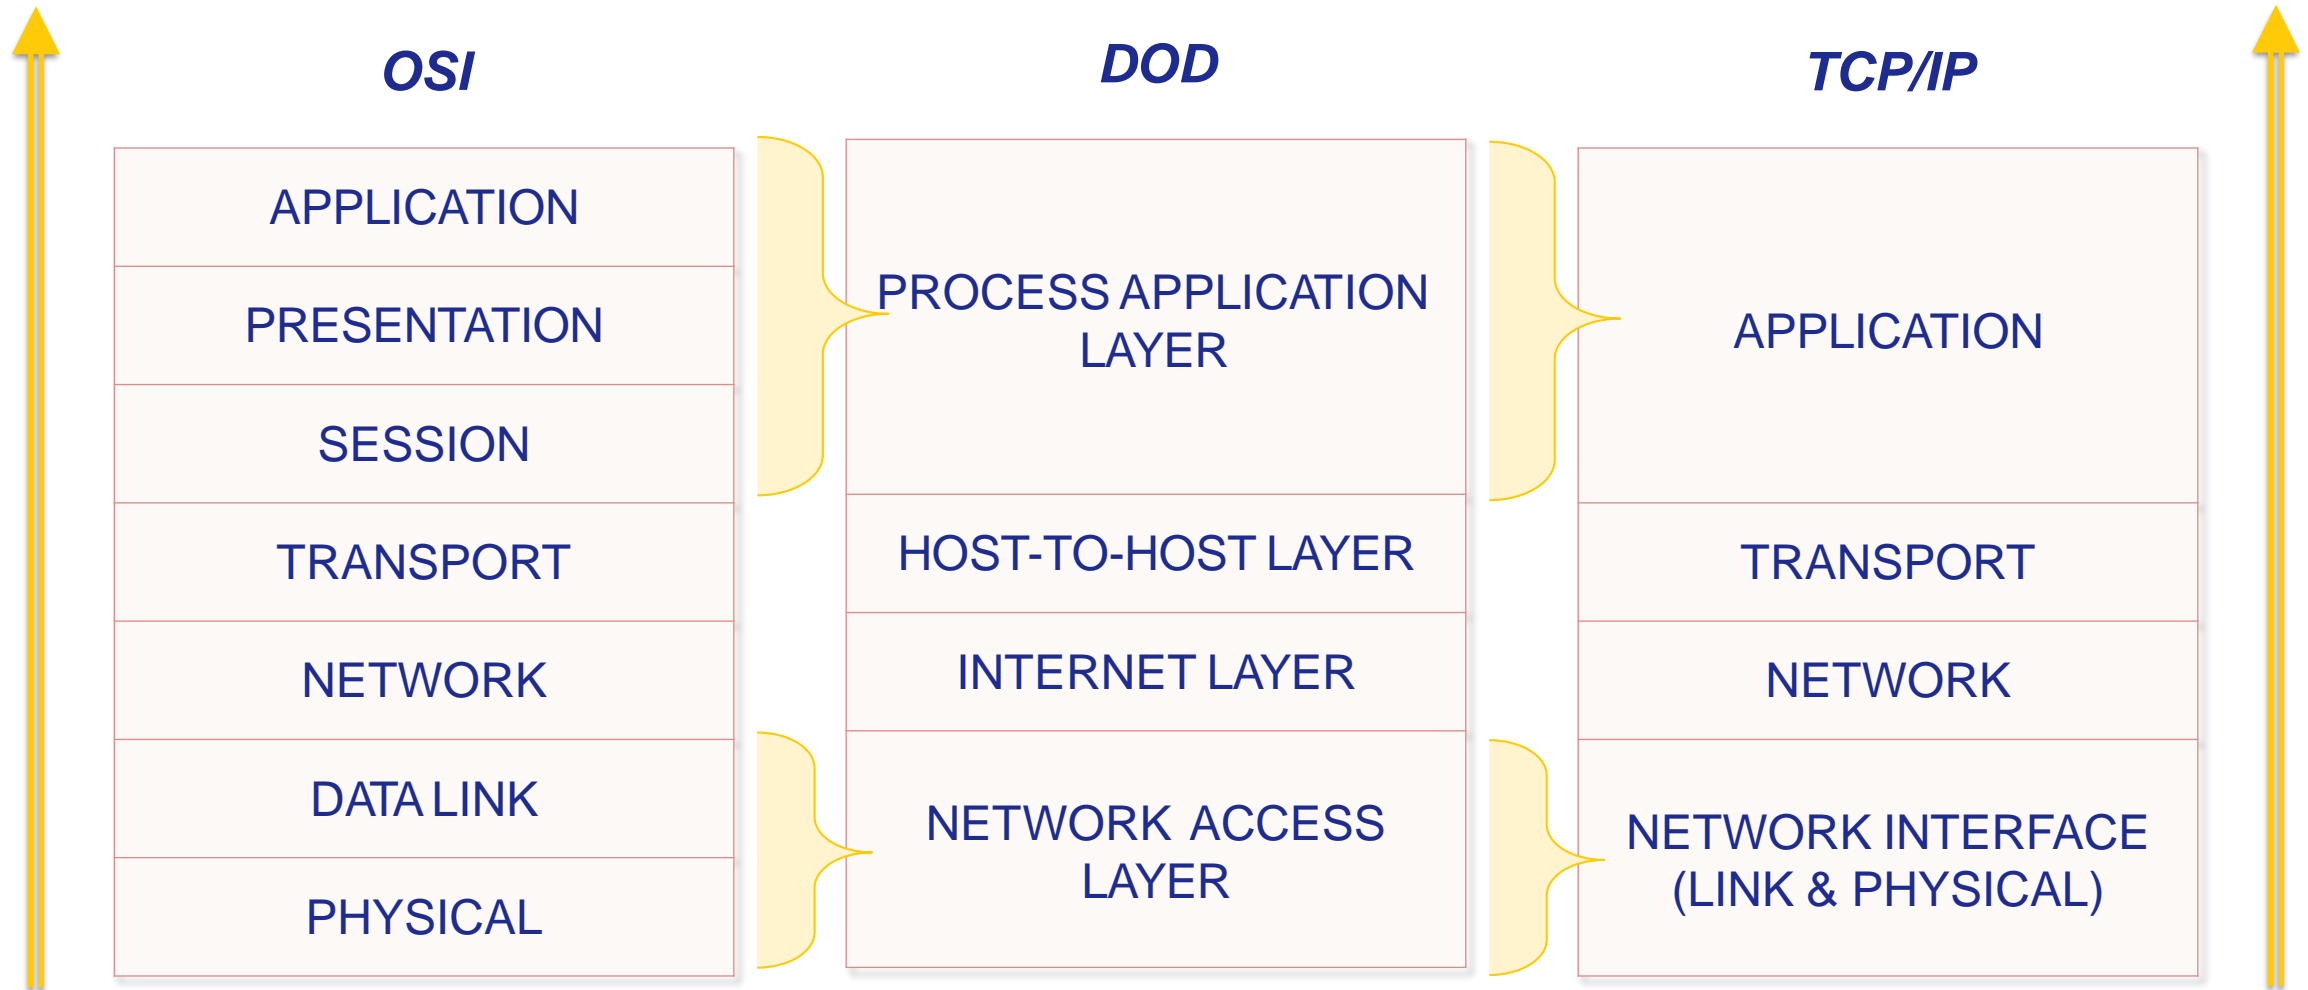 OSI
DOD
TCP/IP
APPLICATION
PRESENTATION
SESSION
TRANSPORT
NETWORK
DATA LINK
PHYSICAL
PROCESS APPLICATION
LAYER
HOST-TO-HOST LAYER
INTERNET LAYER
NETWORK ACCESS
LAYER
APPLICATION
TRANSPORT
NETWORK
NETWORK INTERFACE
(LINK & PHYSICAL)